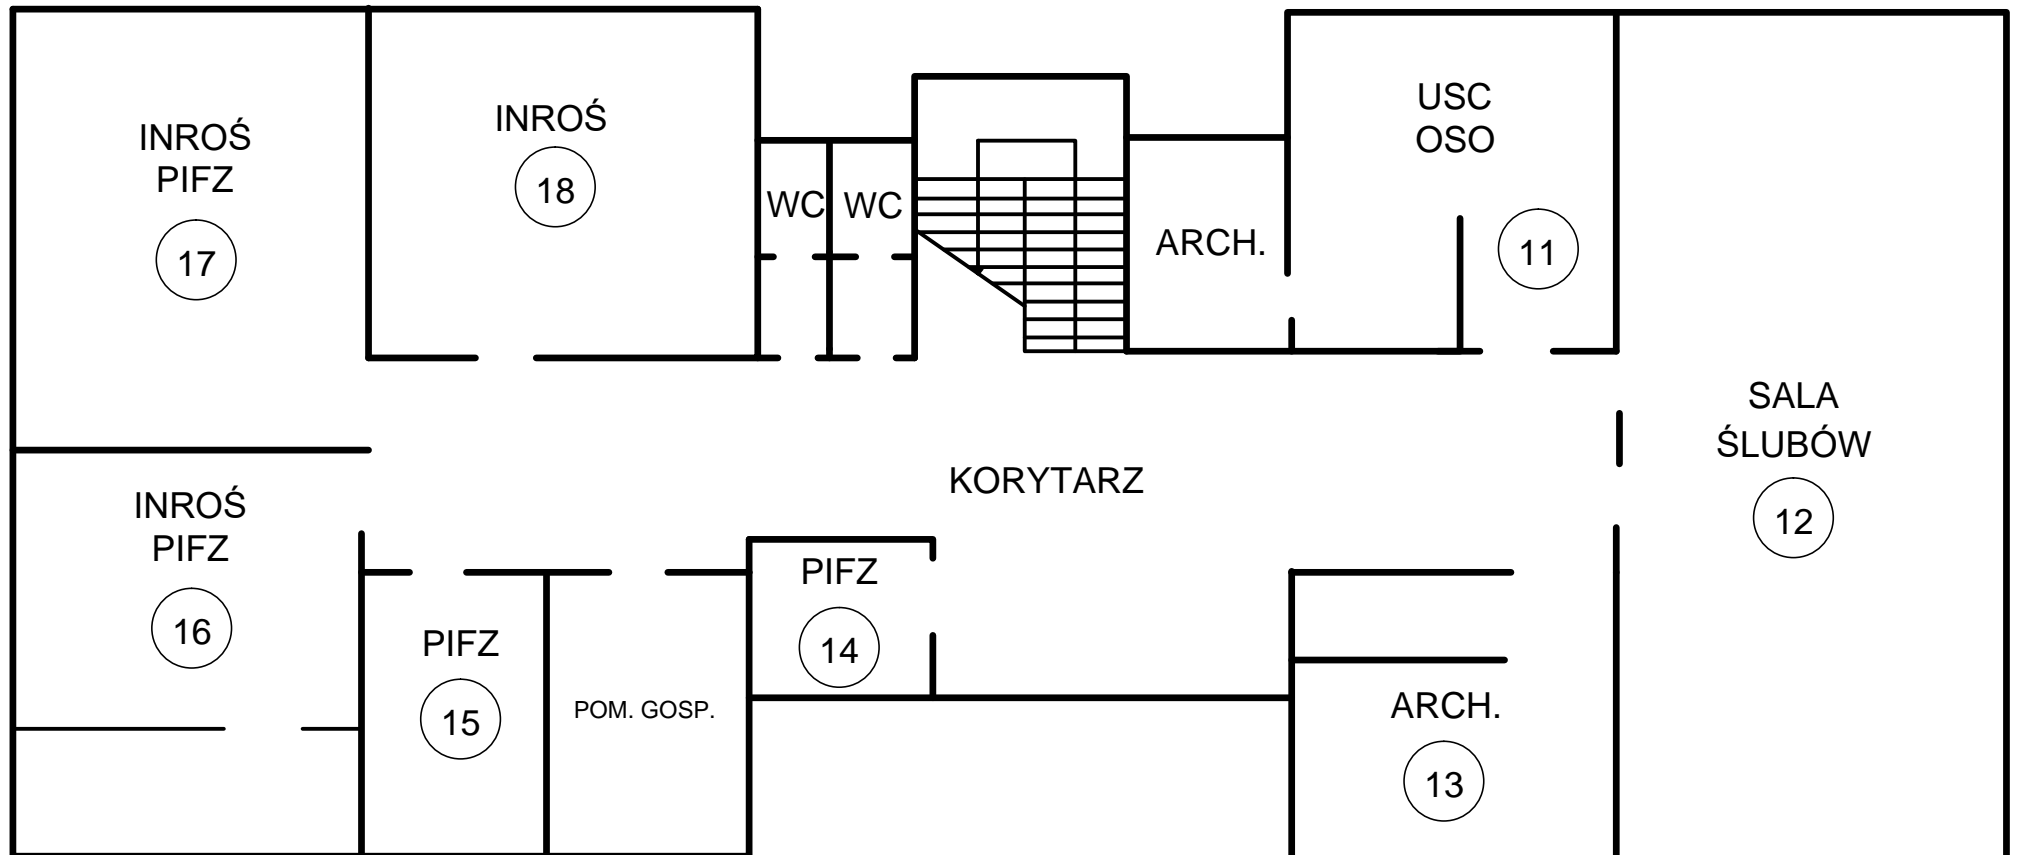 INROŚ
PIFZ
17
INROŚ
18
WC
WC
ARCH.
USC
OSO
11
SALA
ŚLUBÓW
12
KORYTARZ
INROŚ
PIFZ
16
PIFZ
15
POM. GOSP.
PIFZ
14
ARCH.
13